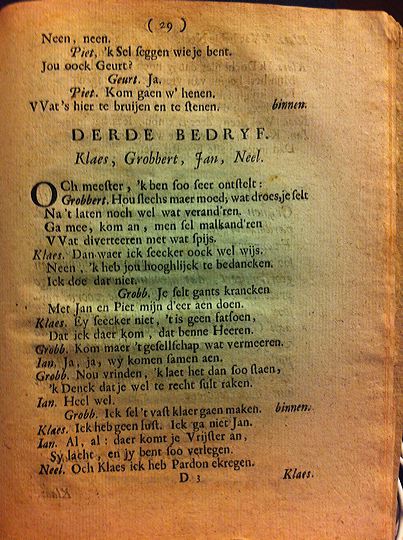 ( 29 )
Neen, neen.
Piet. 'k Sel seggen wie je bent.
Jou oock Geurt?
Geurt. Ja.
Piet. Kom gaen w' henen.
VVat's hier te bruijen en te stenen. binnen.
DERDE BEDRYF.
Klaes, Grobbert, Jan, Neel.
OCh meester, 'k ben soo seer ontstelt:
Grobbert. Hou slechs maer moed; wat droes, je selt
Na 't laten noch wel wat verand'ren.
Ga mee, kom an, men sel malkand'ren
VVat diverteeren met wat spijs.
Klaes. Dan waer ick seecker oock wel wijs.
Neen, 'k heb jou hooghlijck te bedancken.
Ick doe dat niet.
Grobb. Je selt gants krancken
Met Jan en Piet mijn d'eer aen doen.
Klaes. Ey seecker niet, 't is geen fatsoen,
Dat ick daer kom, dat benne Heeren.
Grobb. Kom maer 't geselschap wat vermeeren.
Jan. Ja, ja, wy komen samen aen.
Grobb. Nou vrinden, 'k laet het dan soo staen,
'k Denck dat je wel te recht sult raken.
Jan. Heel wel.
Grobb. Ick sel 't vast klaer gaen maken. binnen.
Klaes. Ick heb geen lust. Ick ga niet Jan.
Jan. Al, al: daer komt je Vrijster an,
Sy lacht, en jy bent soo verlegen.
Neel. Och Klaes ick heb Pardon ekregen.
D 3 Klaes.